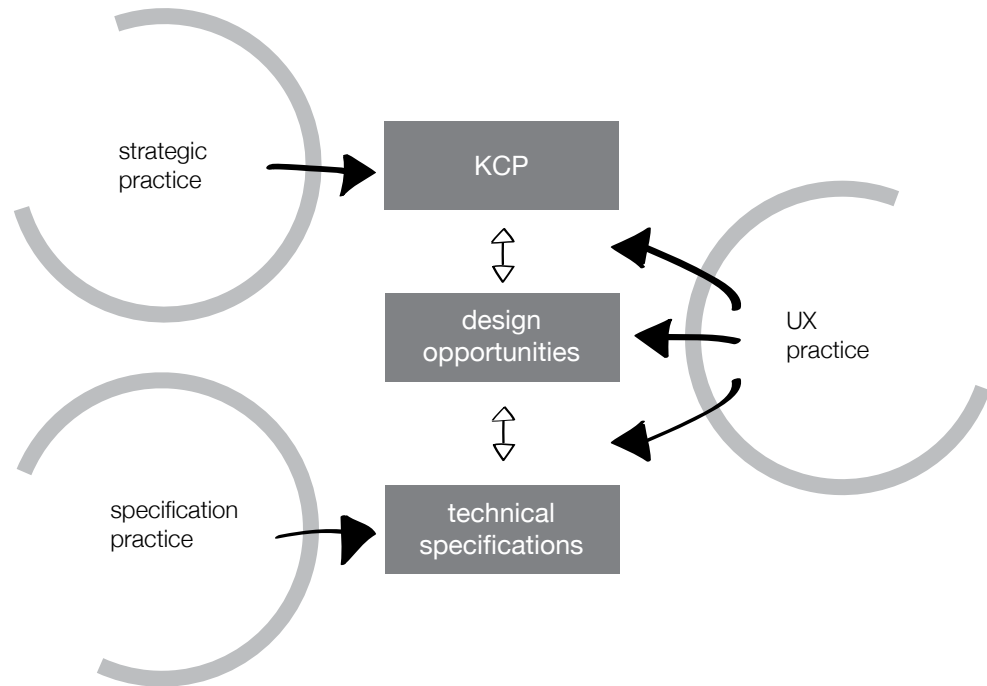 strategic
practice
KCP
design
opportunities
UX
practice
specification
practice
technical
specifications